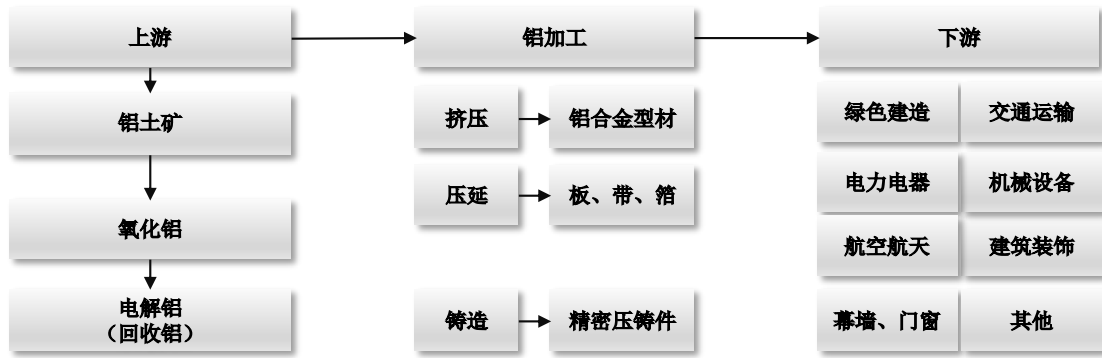 上游
铝加工
下游
铝土矿
氧化铝
电解铝
（回收铝）
挤压
铝合金型材
压延
板、带、箔
铸造
精密压铸件
绿色建造
交通运输
电力电器
机械设备
航空航天
建筑装饰
幕墙、门窗
其他